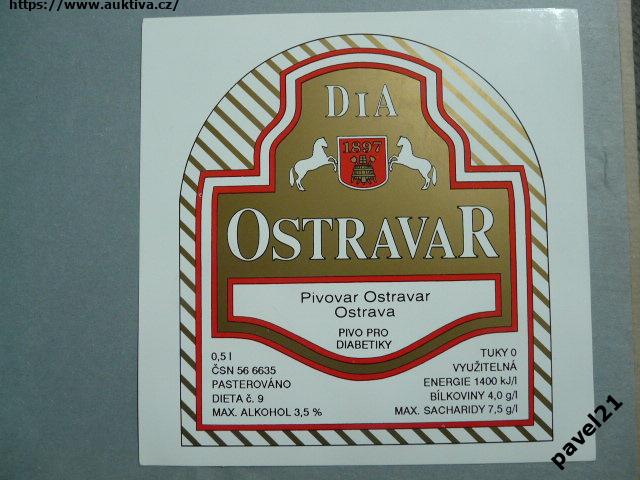 https://www.auktiva.cz/
DIA
1897
OSTRAVAR
Pivovar Ostravar
Ostrava
PIVO PRO
DIABETIKY
0,5 l
ČSN 56 6635
PASTEROVÁNO
DIETA č. 9
MAX. ALKOHOL 3,5 %
TUKY 0
VYUŽITELNÁ
ENERGIE 1400 kJ/l
BÍLKOVINY 4,0 g/l
MAX. SACHARIDY 7,5 g/l
pavel21